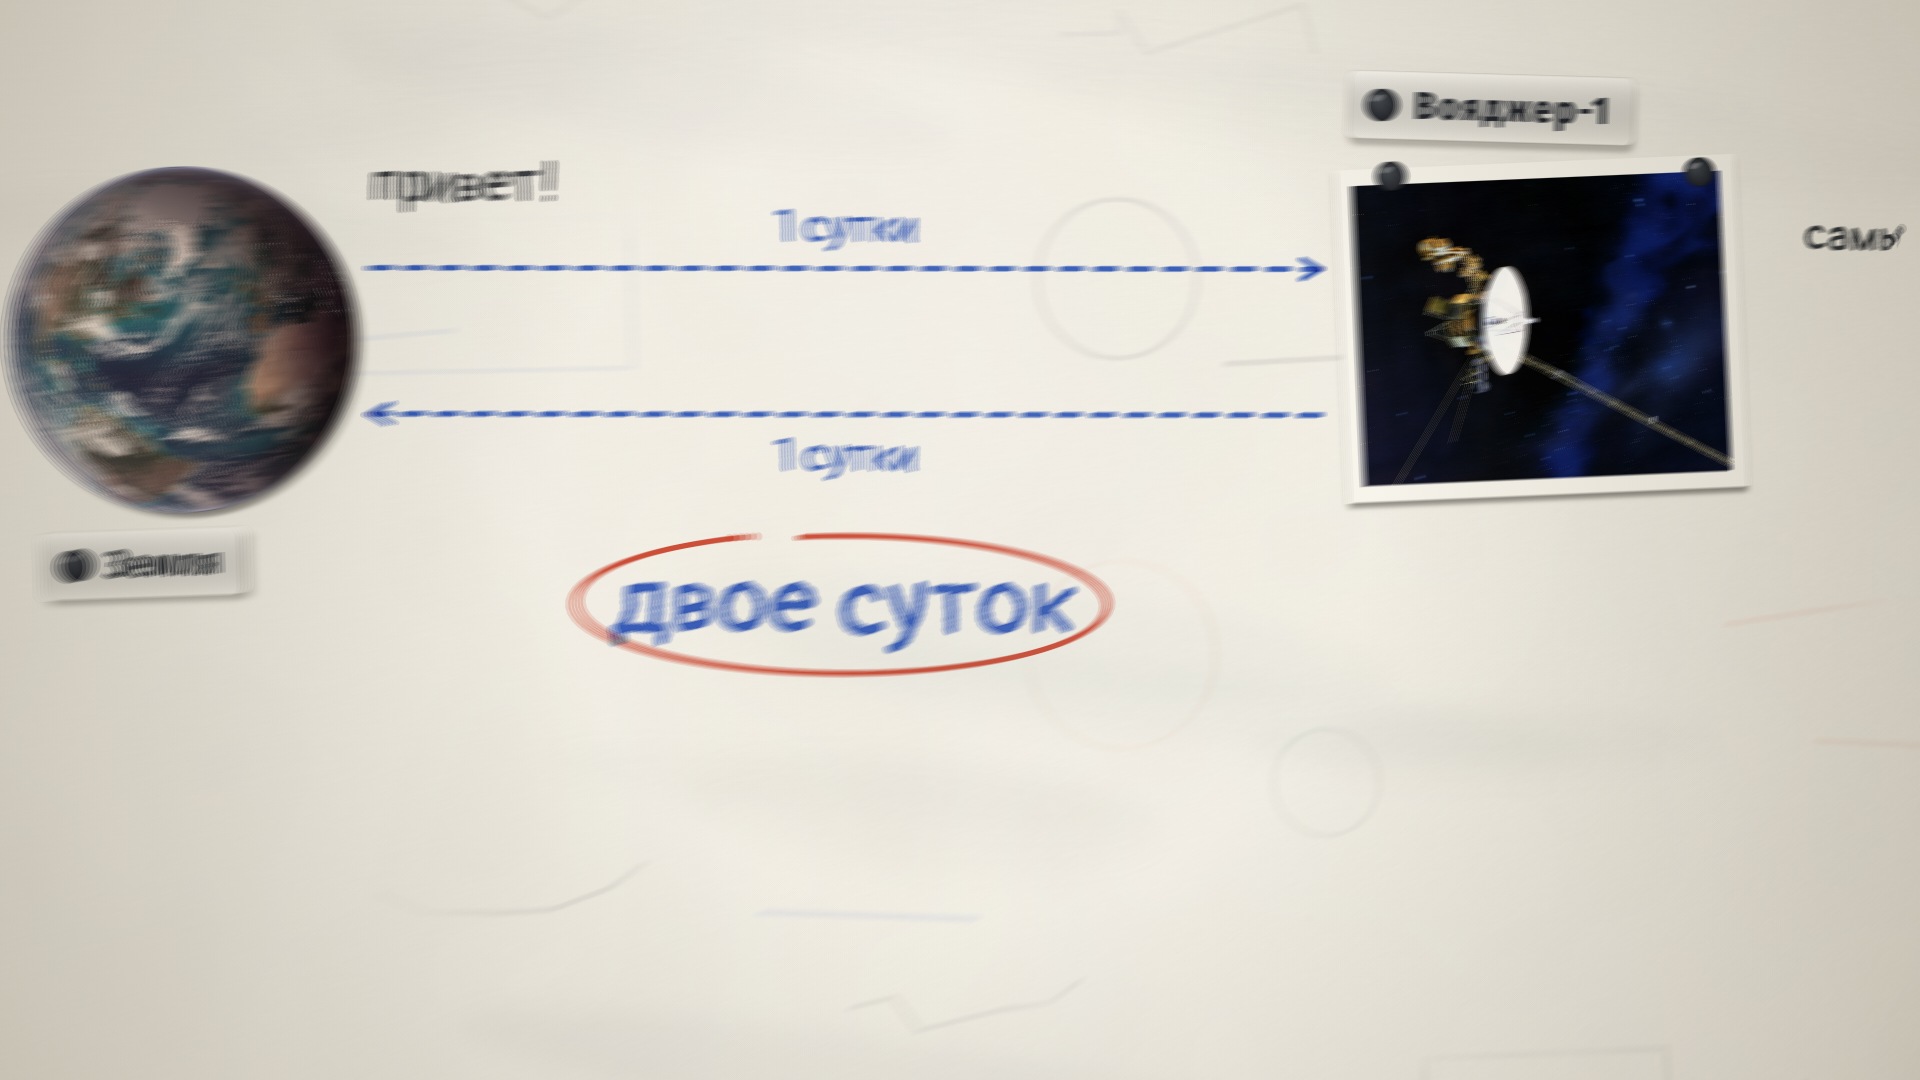 Вояджер-1
привет!
1 сутки
самы
1 сутки
Земля
двое суток